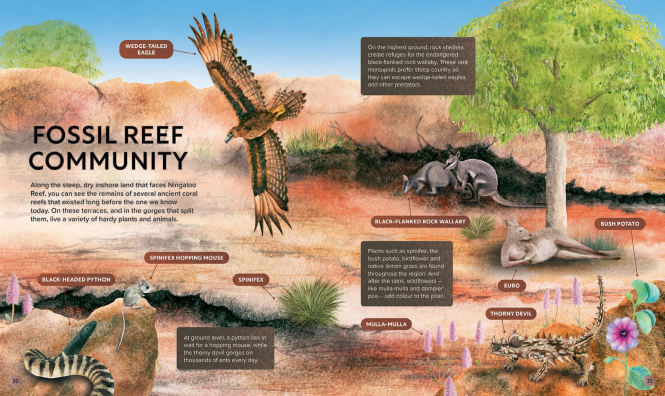 WEDGE-TAILED
EAGLE
On the highest ground, rock shelters
create refuges for the endangered
black-flanked rock wallaby. These rare
marsupials prefer steep country so
they can escape wedge-tailed eagles
and other predators.
FOSSIL REEF
COMMUNITY
Along the steep, dry inshore land that faces Ningaloo
Reef, you can see the remains of several ancient coral
reefs that existed long before the one we know
today. On these terraces, and in the gorges that split
them, live a variety of hardy plants and animals.
BLACK-FLANKED ROCK WALLABY
BUSH POTATO
SPINIFEX HOPPING MOUSE
BLACK-HEADED PYTHON
SPINIFEX
Plants such as spinifex, the
bush potato, birdflower and
native lemon grass are found
throughout the region. And
after the rains, wildflowers –
like mulla-mulla and dampier
pea – add colour to the plain.
EURO
THORNY DEVIL
MULLA-MULLA
At ground level, a python lies in
wait for a hopping mouse, while
the thorny devil gorges on
thousands of ants every day.
30
31